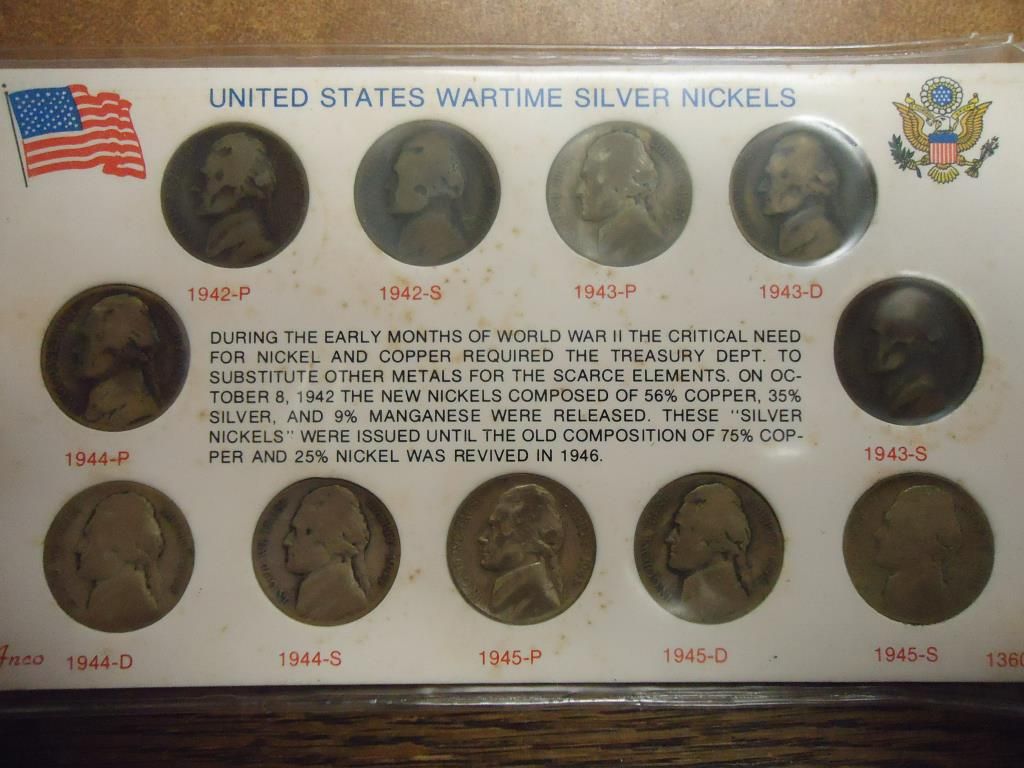 UNITED STATES WARTIME SILVER NICKELS
1942-P
1942-S
1943-P
1943-D
DURING THE EARLY MONTHS OF WORLD WAR II THE CRITICAL NEED
FOR NICKEL AND COPPER REQUIRED THE TREASURY DEPT. TO
SUBSTITUTE OTHER METALS FOR THE SCARCE ELEMENTS. ON OC-
TOBER 8, 1942 THE NEW NICKELS COMPOSED OF 56% COPPER, 35%
SILVER, AND 9% MANGANESE WERE RELEASED. THESE "SILVER
NICKELS" WERE ISSUED UNTIL THE OLD COMPOSITION OF 75% COP-
PER AND 25% NICKEL WAS REVIVED IN 1946.
1944-P
1943-S
Anco
1944-D
1944-S
1945-P
1945-D
1945-S
1360